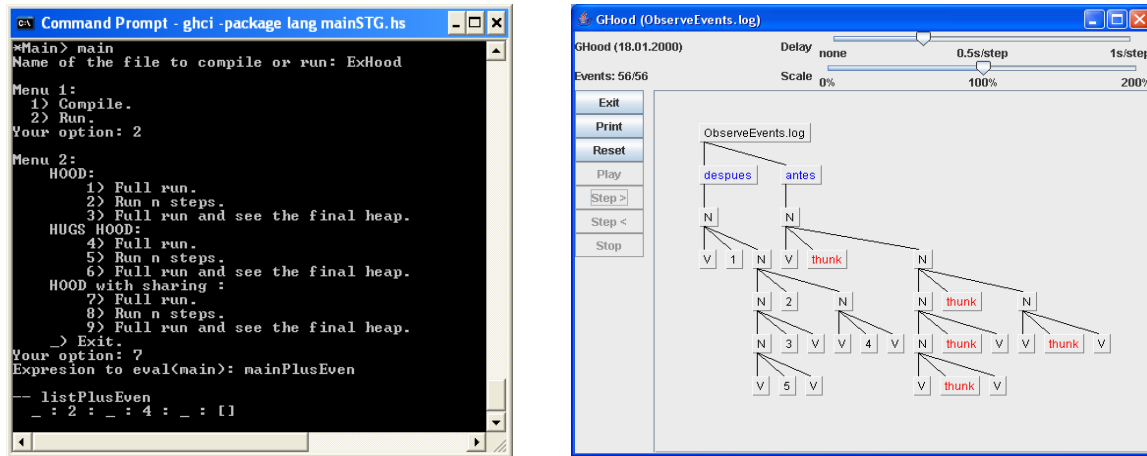 Command Prompt - ghci -package lang mainSTG.hs
*Main> main
Name of the file to compile or run: ExHood
Menu 1:
1) Compile.
2) Run.
Your option: 2
Menu 2:
HOOD:
1) Full run.
2) Run n steps.
3) Full run and see the final heap.
HUGS HOOD:
4) Full run.
5) Run n steps.
6) Full run and see the final heap.
HOOD with sharing :
7) Full run.
8) Run n steps.
9) Full run and see the final heap.
_) Exit.
Your option: 7
Expresion to eval(main): mainPlusEven
-- listPlusEven
_ : 2 : _ : 4 : _ : []
GHood (ObserveEvents.log)
GHood (18.01.2000) Delay none 0.5s/step 1s/step
Events: 56/56 Scale 0% 100% 200%
Exit
Print
Reset
Play
Step >
Step <
Stop
ObserveEvents.log
despues antes
N N
V 1 N V thunk N
N 2 N N thunk N
N 3 V V 4 V N thunk V V thunk V
V 5 V V thunk V